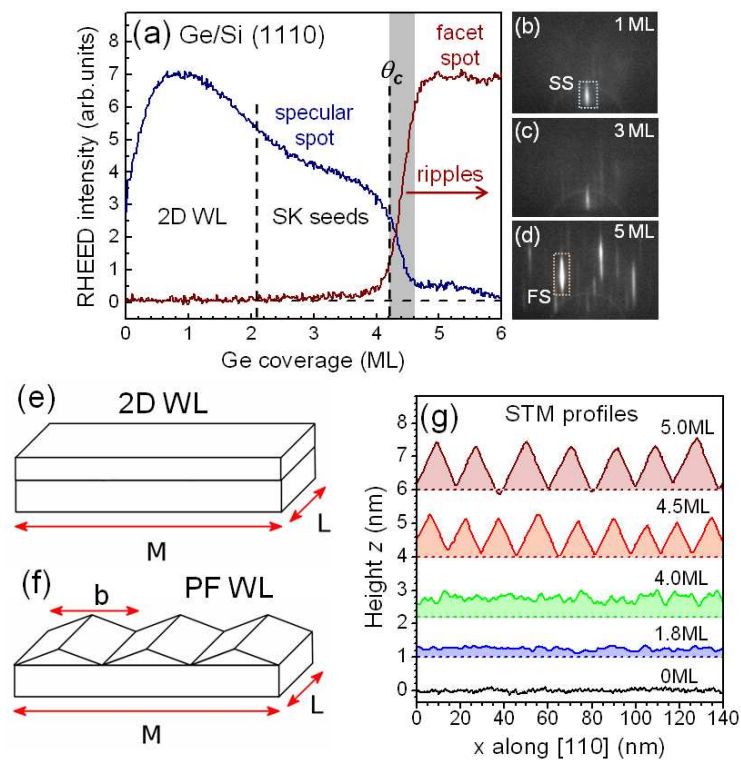 (a) Ge/Si (1110)
facet spot
θc
specular spot
ripples
2D WL
SK seeds
RHEED intensity (arb.units)
8
7
6
5
4
3
2
1
0
0 1 2 3 4 5 6
Ge coverage (ML)
(b) 1 ML
SS
(c) 3 ML
(d) 5 ML
FS
(e) 2D WL
L
M
(f) PF WL
b
L
M
(g) STM profiles
5.0ML
4.5ML
4.0ML
1.8ML
0ML
Height z (nm)
8
7
6
5
4
3
2
1
0
0 20 40 60 80 100 120 140
x along [110] (nm)